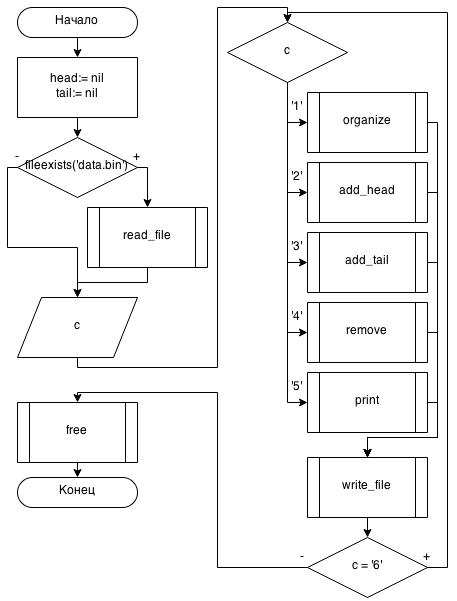 Начало
head:= nil
tail:= nil
-
fileexists('data.bin')
+
read_file
c
free
Конец
c
'1'
organize
'2'
add_head
'3'
add_tail
'4'
remove
'5'
print
write_file
-
c = '6'
+